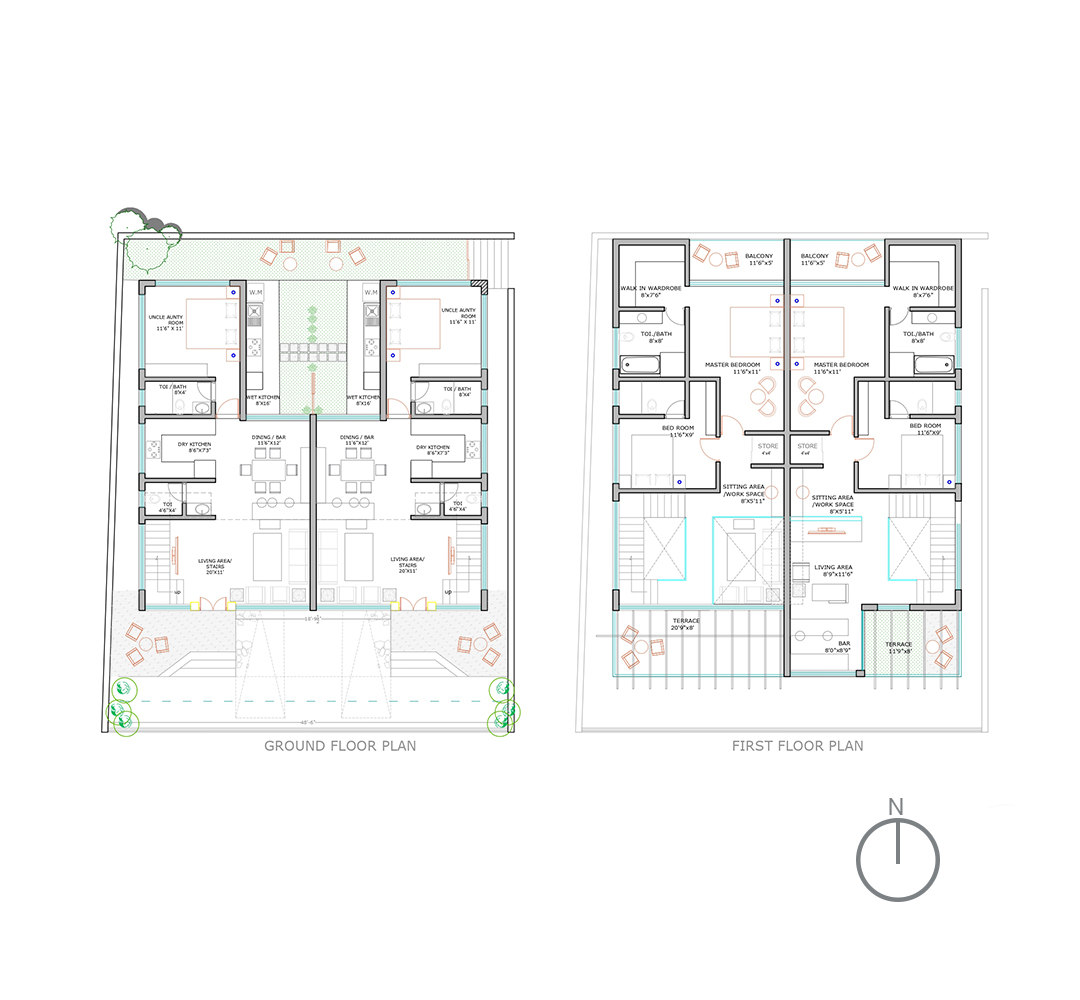 W.M
W.M
UNCLE AUNTY
ROOM
11'6" X 11'
UNCLE AUNTY
ROOM
11'6" X 11'
TOI / BATH
8'X4'
TOI / BATH
8'X4'
WET KITCHEN
8'X16'
WET KITCHEN
8'X16'
DRY KITCHEN
8'6"X7'3"
DINING / BAR
11'6"X12'
DINING / BAR
11'6"X12'
DRY KITCHEN
8'6"X7'3"
TOI
4'6"X4'
TOI
4'6"X4'
LIVING AREA/
STAIRS
20'X11'
LIVING AREA/
STAIRS
20'X11'
up
up
18'-9"
48'-6"
GROUND FLOOR PLAN
BALCONY
11'6"x5'
BALCONY
11'6"x5'
WALK IN WARDROBE
8'x7'6"
WALK IN WARDROBE
8'x7'6"
TOI./BATH
8'x8'
TOI./BATH
8'x8'
MASTER BEDROOM
11'6"x11'
MASTER BEDROOM
11'6"x11'
BED ROOM
11'6"X9'
BED ROOM
11'6"X9'
STORE
4'x4'
STORE
4'x4'
SITTING AREA
/WORK SPACE
8'X5'11"
SITTING AREA
/WORK SPACE
8'X5'11"
LIVING AREA
8'9"x11'6"
TERRACE
20'9"x8'
BAR
8'0"x8'9"
TERRACE
11'9"x8'
FIRST FLOOR PLAN
N